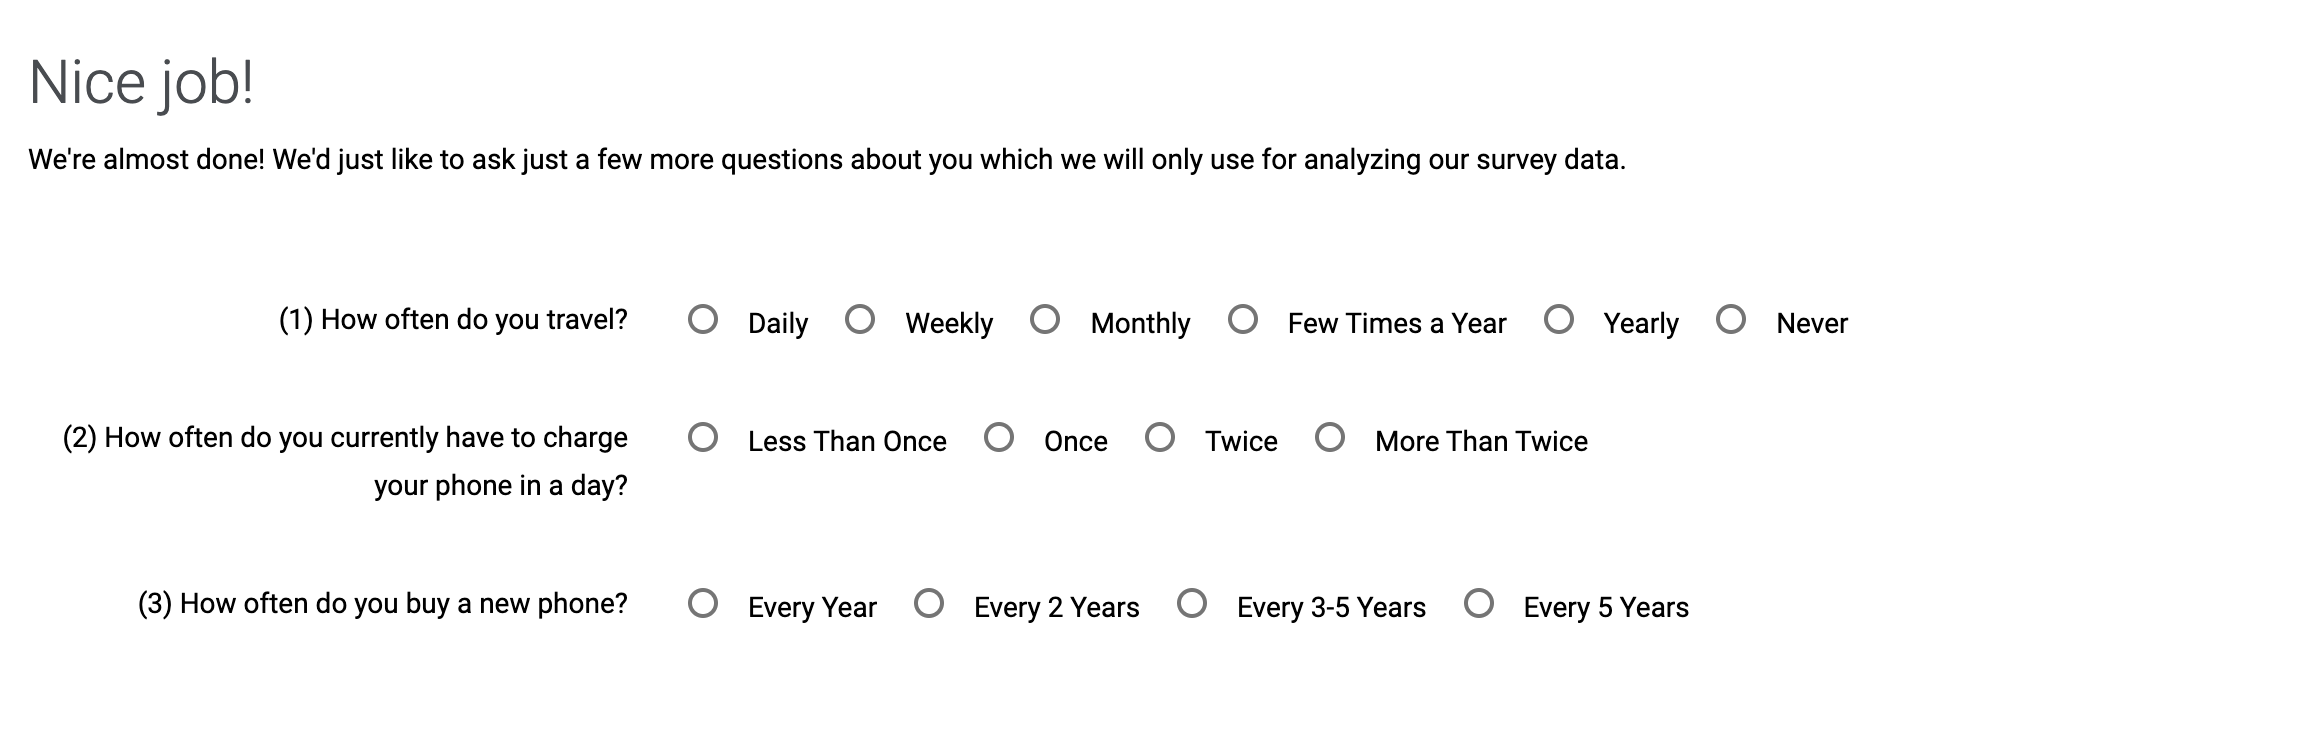 Nice job!
We're almost done! We'd just like to ask just a few more questions about you which we will only use for analyzing our survey data.
(1) How often do you travel? Daily Weekly Monthly Few Times a Year Yearly Never
(2) How often do you currently have to charge Less Than Once Once Twice More Than Twice
your phone in a day?
(3) How often do you buy a new phone? Every Year Every 2 Years Every 3-5 Years Every 5 Years